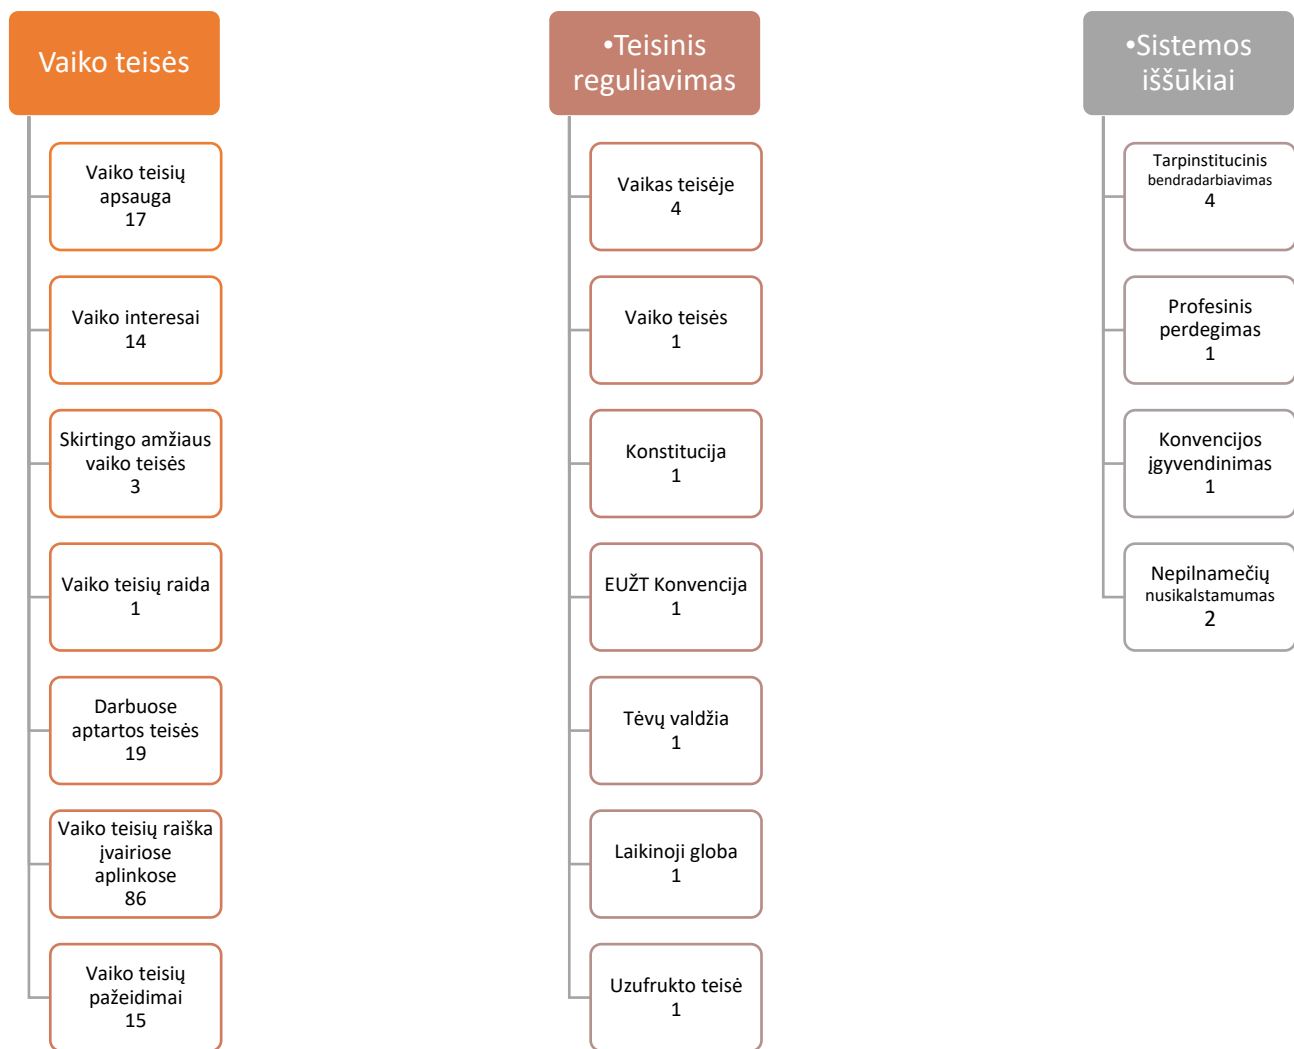 Vaiko teisės
Vaiko teisių
apsauga
17
Vaiko interesai
14
Skirtingo amžiaus
vaiko teisės
3
Vaiko teisių raida
1
Darbuose
aptartos teisės
19
Vaiko teisių raiška
įvairiose
aplinkose
86
Vaiko teisių
pažeidimai
15
•Teisinis
reguliavimas
Vaikas teisėje
4
Vaiko teisės
1
Konstitucija
1
EUŽT Konvencija
1
Tėvų valdžia
1
Laikinoji globa
1
Uzufrukto teisė
1
•Sistemos
iššūkiai
Tarpinstitucinis
bendradarbiavimas
4
Profesinis
perdegimas
1
Konvencijos
įgyvendinimas
1
Nepilnamečių
nusikalstamumas
2